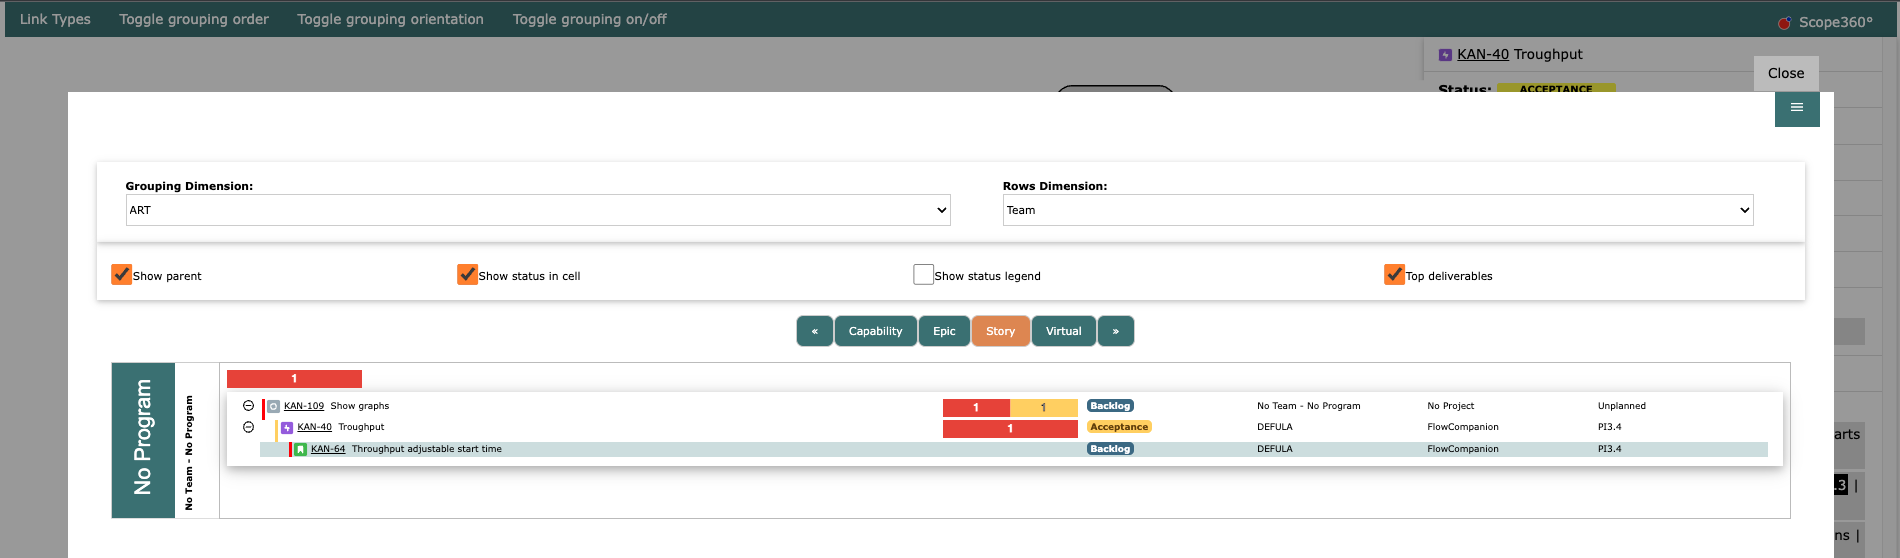 Link Types Toggle grouping order Toggle grouping orientation Toggle grouping on/off Scope360°
KAN-40 Troughput
Close
Status: ACCEPTANCE
Grouping Dimension: Rows Dimension:
ART Team
Show parent Show status in cell Show status legend Top deliverables
« Capability Epic Story Virtual »
No Program
No Team - No Program
1
KAN-109 Show graphs 1 1 Backlog No Team - No Program No Project Unplanned
KAN-40 Troughput 1 Acceptance DEFULA FlowCompanion PI3.4
KAN-64 Throughput adjustable start time Backlog DEFULA FlowCompanion PI3.4
arts
.3 |
ns |